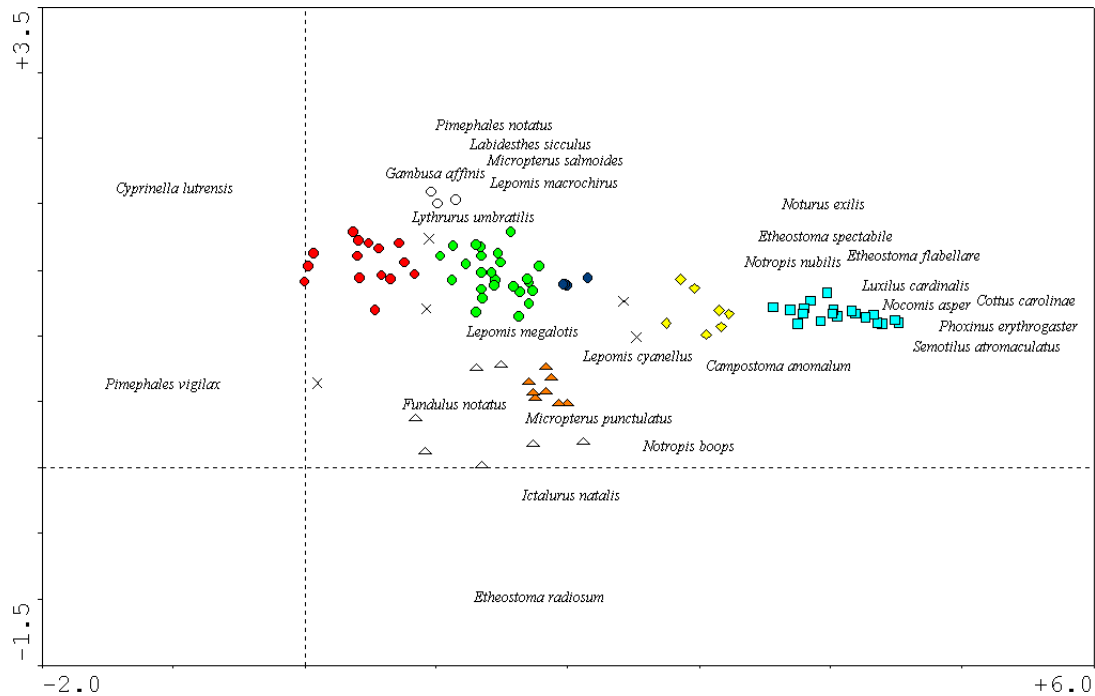 +3.5
Pimephales notatus
Labidesthes sicculus
Micropterus salmoides
Gambusa affinis
Lepomis macrochirus
Cyprinella lutrensis
Noturus exilis
Lythrurus umbratilis
Etheostoma spectabile
Etheostoma flabellare
Notropis nubilis
Luxilus cardinalis
Cottus carolinae
Nocomis asper
Phoxinus erythrogaster
Lepomis megalotis
Semotilus atromaculatus
Lepomis cyanellus
Campostoma anomalum
Pimephales vigilax
Fundulus notatus
Micropterus punctulatus
Notropis boops
Ictalurus natalis
Etheostoma radiosum
-1.5
-2.0
+6.0